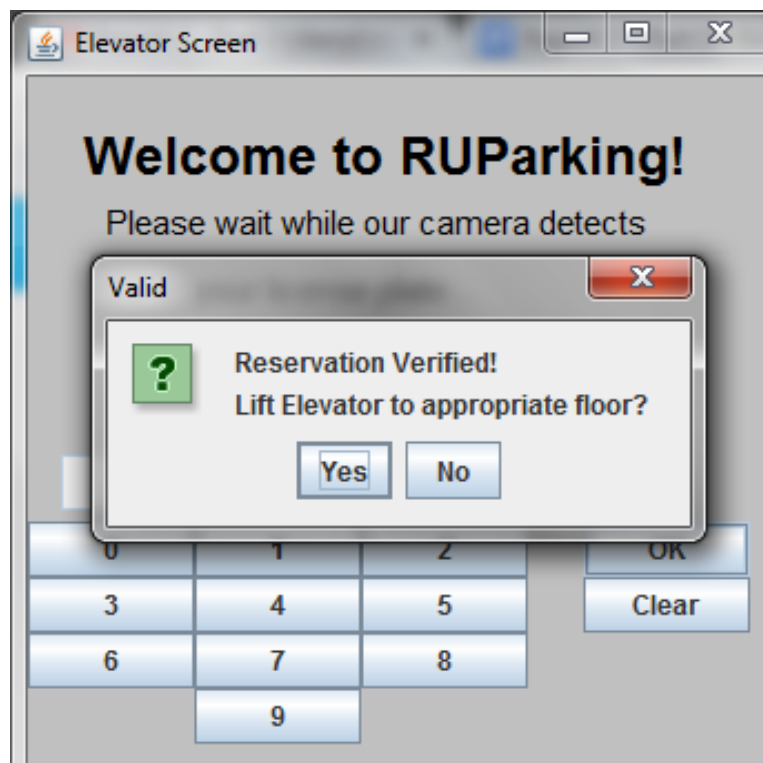 Elevator Screen
Welcome to RUParking!
Please wait while our camera detects
Valid
?
Reservation Verified!
Lift Elevator to appropriate floor?
Yes No
0 1 2 OK
3 4 5 Clear
6 7 8
9